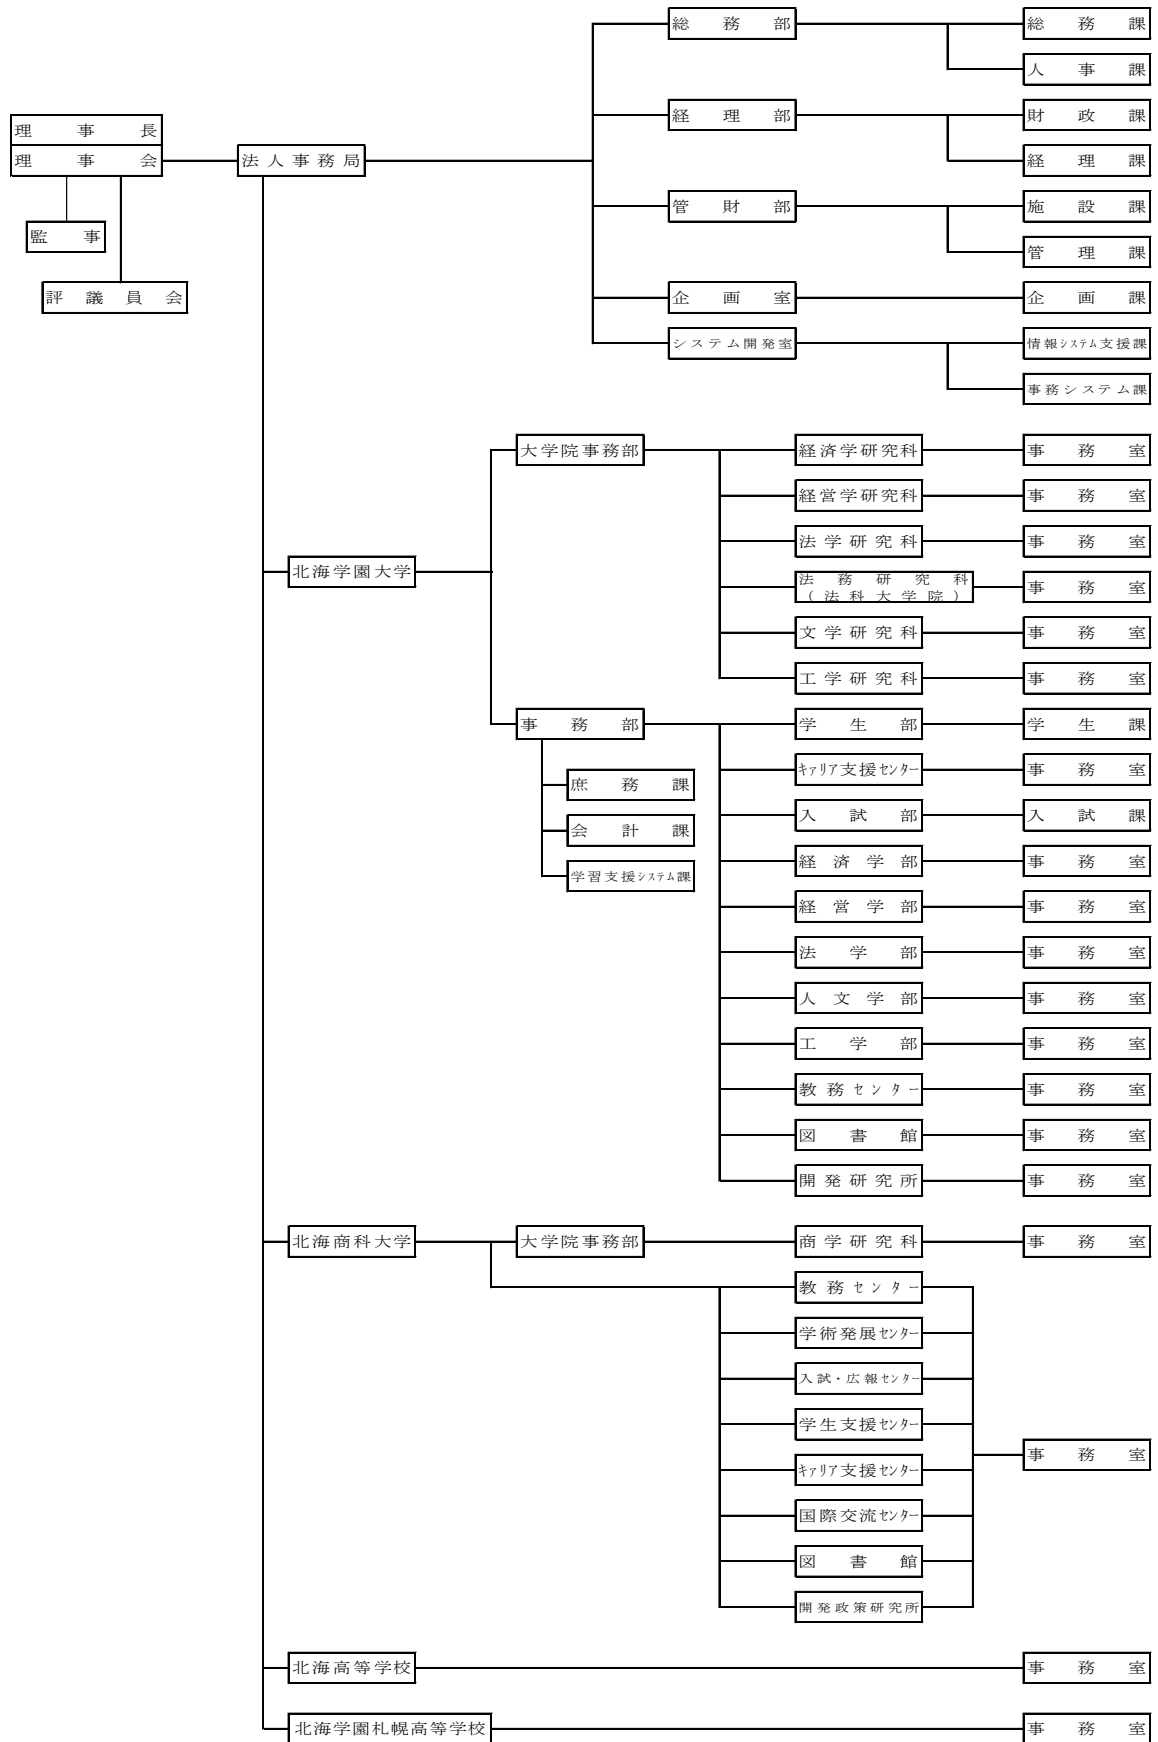 総務部 総務課
人事課
理事長
経理部 財政課
理事会 法人事務局 経理課
管財部 施設課
監事
管理課
評議員会 企画室 企画課
システム開発室 情報システム支援課
事務システム課
大学院事務部 経済学研究科 事務室
経営学研究科 事務室
法学研究科 事務室
北海学園大学
法務研究科 事務室
(法科大学院)
文学研究科 事務室
工学研究科 事務室
事務部 学生部 学生課
キャリア支援センター 事務室
庶務課
入試部 入試課
会計課
経済学部 事務室
学習支援システム課
経営学部 事務室
法学部 事務室
人文学部 事務室
工学部 事務室
教務センター 事務室
図書館 事務室
開発研究所 事務室
北海商科大学 大学院事務部 商学研究科 事務室
教務センター
学術発展センター
入試・広報センター
学生支援センター
事務室
キャリア支援センター
国際交流センター
図書館
開発政策研究所
北海高等学校 事務室
北海学園札幌高等学校 事務室